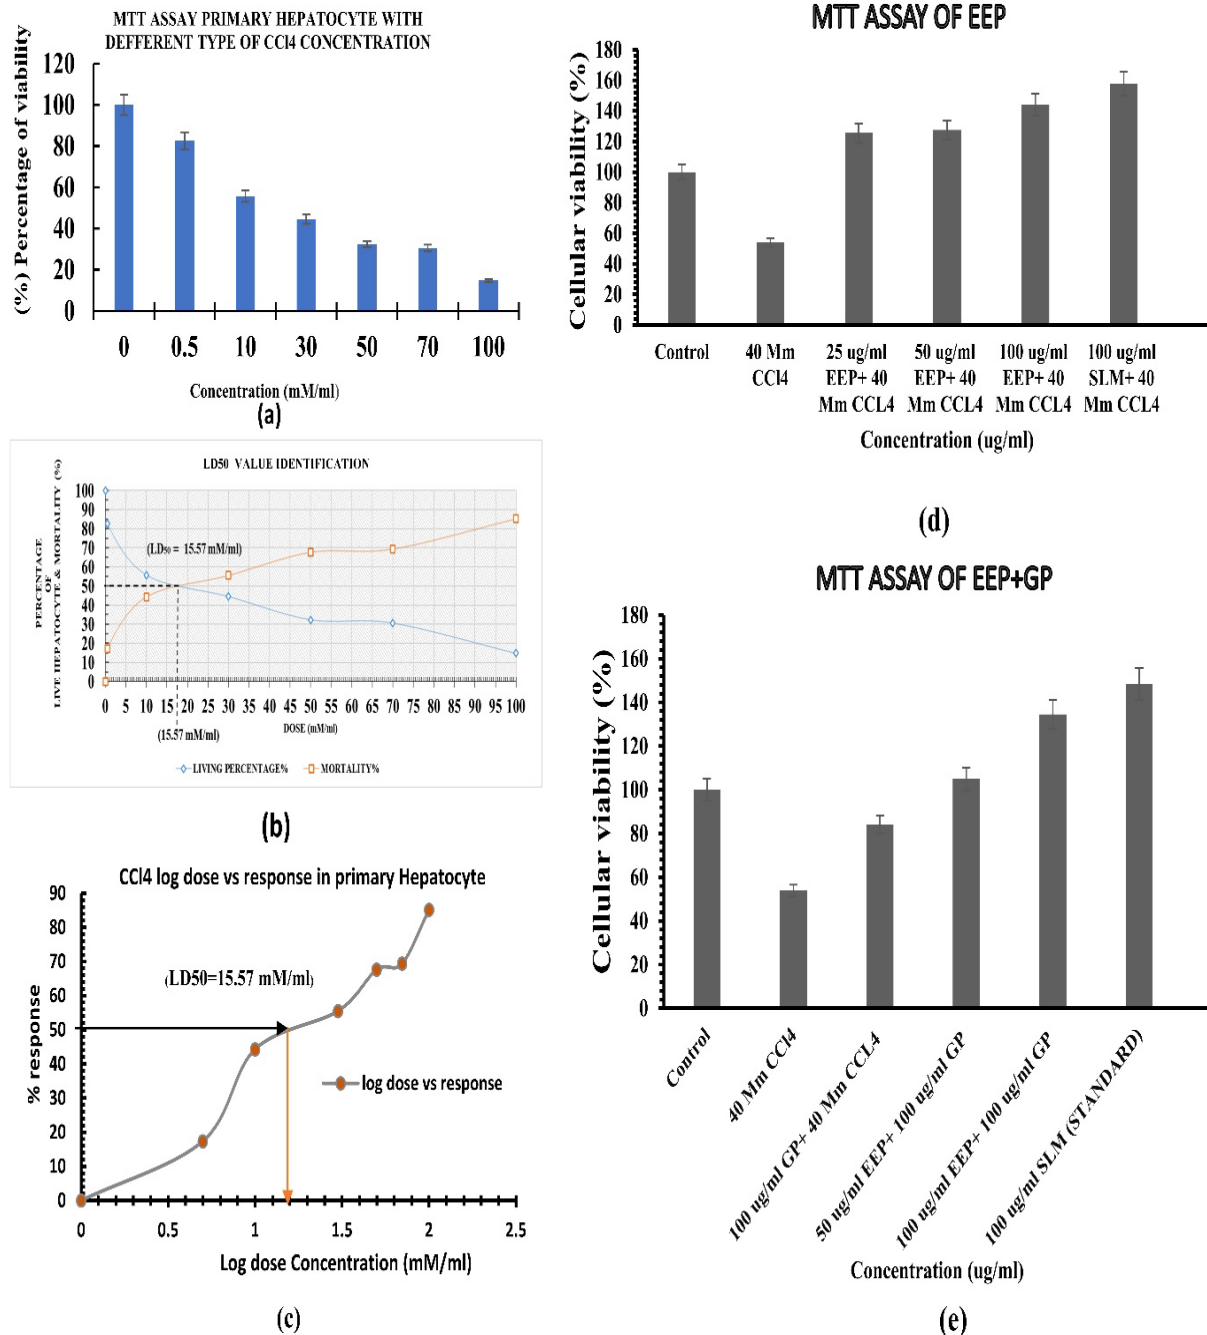 MTT ASSAY PRIMARY HEPATOCYTE WITH
DEFFERENT TYPE OF CCl4 CONCENTRATION
(%) Percentage of viability
120
100
80
60
40
20
0
0 0.5 10 30 50 70 100
Concentration (mM/ml)
(a)
LD50 VALUE IDENTIFICATION
PERCENTAGE
OF
LIVE HEPATOCYTE & MORTALITY (%)
100
90
80
70
60
50
40
30
20
10
0
(LD50 = 15.57 mM/ml)
0 5 10 15 20 25 30 35 40 45 50 55 60 65 70 75 80 85 90 95 100
(15.57 mM/ml)
DOSE (mM/ml)
LIVING PERCENTAGE% MORTALITY%
(b)
CCl4 log dose vs response in primary Hepatocyte
% response
90
80
70
60
50
40
30
20
10
0
(LD50=15.57 mM/ml)
log dose vs response
0 0.5 1 1.5 2 2.5
Log dose Concentration (mM/ml)
(c)
MTT ASSAY OF EEP
Cellular viability (%)
180
160
140
120
100
80
60
40
20
0
Control
40 Mm
CCl4
25 ug/ml
EEP+ 40
Mm CCL4
50 ug/ml
EEP+ 40
Mm CCL4
100 ug/ml
EEP+ 40
Mm CCL4
100 ug/ml
SLM+ 40
Mm CCL4
Concentration (ug/ml)
(d)
MTT ASSAY OF EEP+GP
Cellular viability (%)
180
160
140
120
100
80
60
40
20
0
Control
40 Mm CCl4
100 ug/ml GP+ 40 Mm CCL4
50 ug/ml EEP+ 100 ug/ml GP
100 ug/ml EEP+ 100 ug/ml GP
100 ug/ml SLM (STANDARD)
Concentration (ug/ml)
(e)